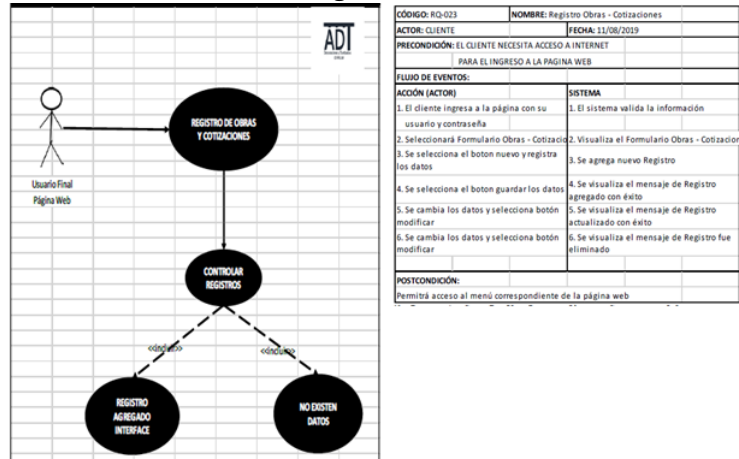 ADT
REGISTRO DE OBRAS
Y COTIZACIONES
Usuario Final
Página Web
CONTROLAR
REGISTROS
<<incluir>>
<<incluir>>
REGISTRO
AGREGADO
INTERFACE
NO EXISTEN
DATOS
CÓDIGO: RQ-023 NOMBRE: Registro Obras - Cotizaciones
ACTOR: CLIENTE FECHA: 11/08/2019
PRECONDICIÓN: EL CLIENTE NECESITA ACCESO A INTERNET
PARA EL INGRESO A LA PAGINA WEB
FLUJO DE EVENTOS:
ACCIÓN (ACTOR) SISTEMA
1. El cliente ingresa a la página con su
usuario y contraseña
1. El sistema valida la información
2. Seleccionará Formulario Obras - Cotizacio
2. Visualiza el Formulario Obras - Cotizacion
3. Se selecciona el boton nuevo y registra
los datos
3. Se agrega nuevo Registro
4. Se selecciona el boton guardar los datos
4. Se visualiza el mensaje de Registro
agregado con éxito
5. Se cambia los datos y selecciona botón
modificar
5. Se visualiza el mensaje de Registro
actualizado con éxito
6. Se cambia los datos y selecciona botón
modificar
6. Se visualiza el mensaje de Registro fue
eliminado
POSTCONDICIÓN:
Permitrá acceso al menú correspondiente de la página web